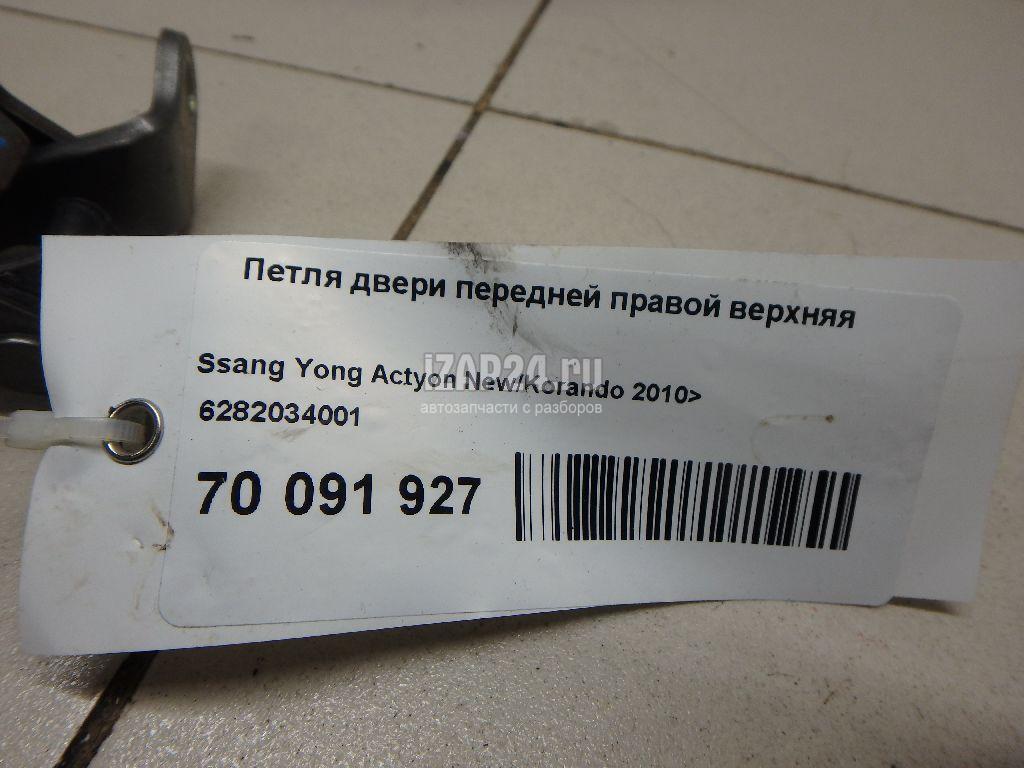 Петля двери передней правой верхняя
Ssang Yong Actyon New/Korando 2010>
iZAP24.ru
автозапчасти с разборов
6282034001
70 091 927